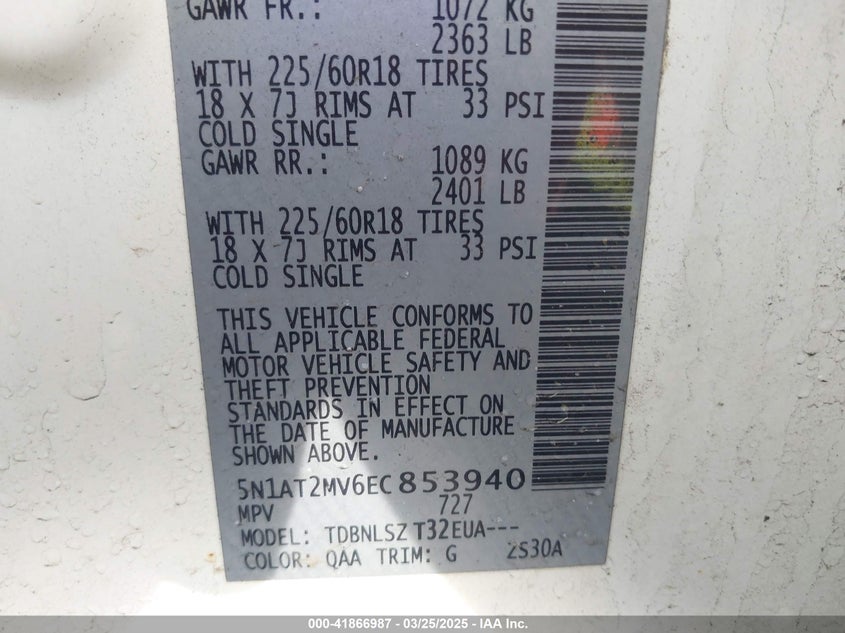 GAWR FR.: 1072 KG
2363 LB
WITH 225/60R18 TIRES
18 X 7J RIMS AT 33 PSI
COLD SINGLE
GAWR RR.: 1089 KG
2401 LB
WITH 225/60R18 TIRES
18 X 7J RIMS AT 33 PSI
COLD SINGLE
THIS VEHICLE CONFORMS TO
ALL APPLICABLE FEDERAL
MOTOR VEHICLE SAFETY AND
THEFT PREVENTION
STANDARDS IN EFFECT ON
THE DATE OF MANUFACTURE
SHOWN ABOVE.
5N1AT2MV6EC853940
MPV 727
MODEL: TDBNLSZ T32EUA---
COLOR: QAA TRIM: G 2S30A
000-41866987 - 03/25/2025 - IAA Inc.